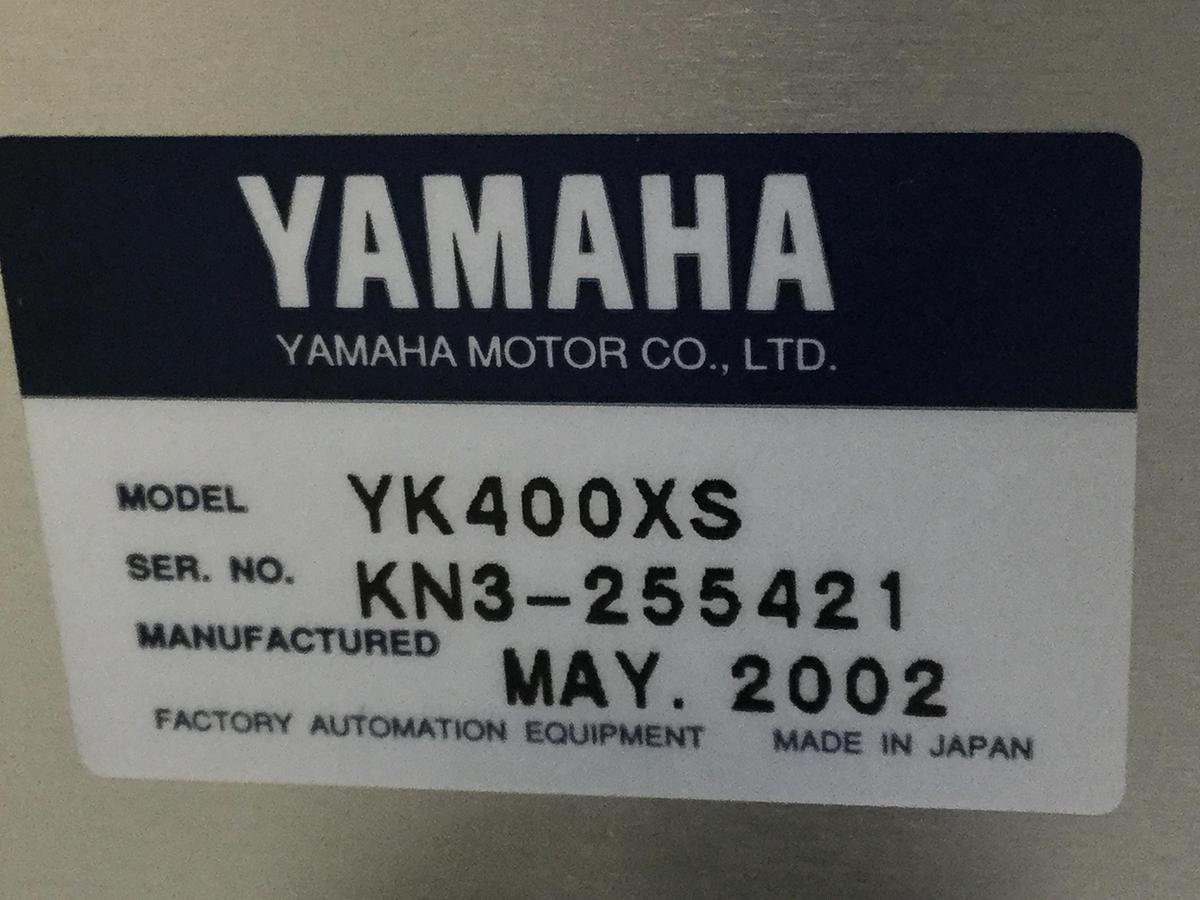 YAMAHA
YAMAHA MOTOR CO., LTD.
MODEL YK400XS
SER. NO. KN3-255421
MANUFACTURED MAY. 2002
FACTORY AUTOMATION EQUIPMENT MADE IN JAPAN